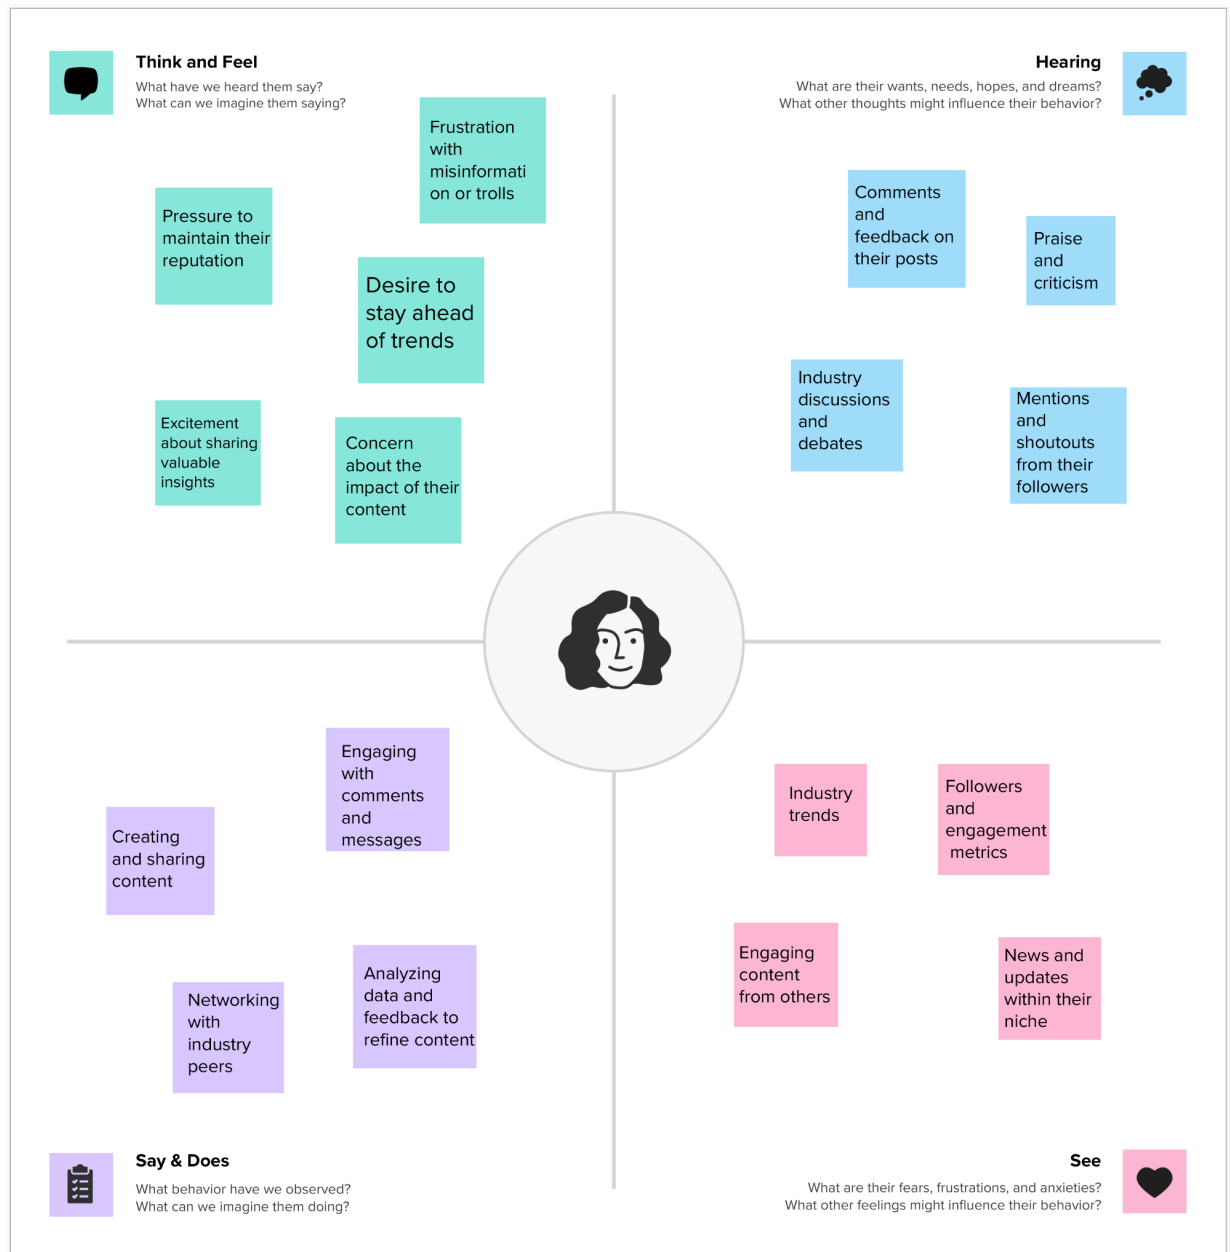 Think and Feel
What have we heard them say?
What can we imagine them saying?
Frustration
with
misinformati
on or trolls
Pressure to
maintain their
reputation
Desire to
stay ahead
of trends
Excitement
about sharing
valuable
insights
Concern
about the
impact of their
content
Hearing
What are their wants, needs, hopes, and dreams?
What other thoughts might influence their behavior?
Comments
and
feedback on
their posts
Praise
and
criticism
Industry
discussions
and
debates
Mentions
and
shoutouts
from their
followers
Engaging
with
comments
and
messages
Creating
and sharing
content
Networking
with
industry
peers
Analyzing
data and
feedback to
refine content
Say & Does
What behavior have we observed?
What can we imagine them doing?
Industry
trends
Followers
and
engagement
metrics
Engaging
content
from others
News and
updates
within their
niche
See
What are their fears, frustrations, and anxieties?
What other feelings might influence their behavior?